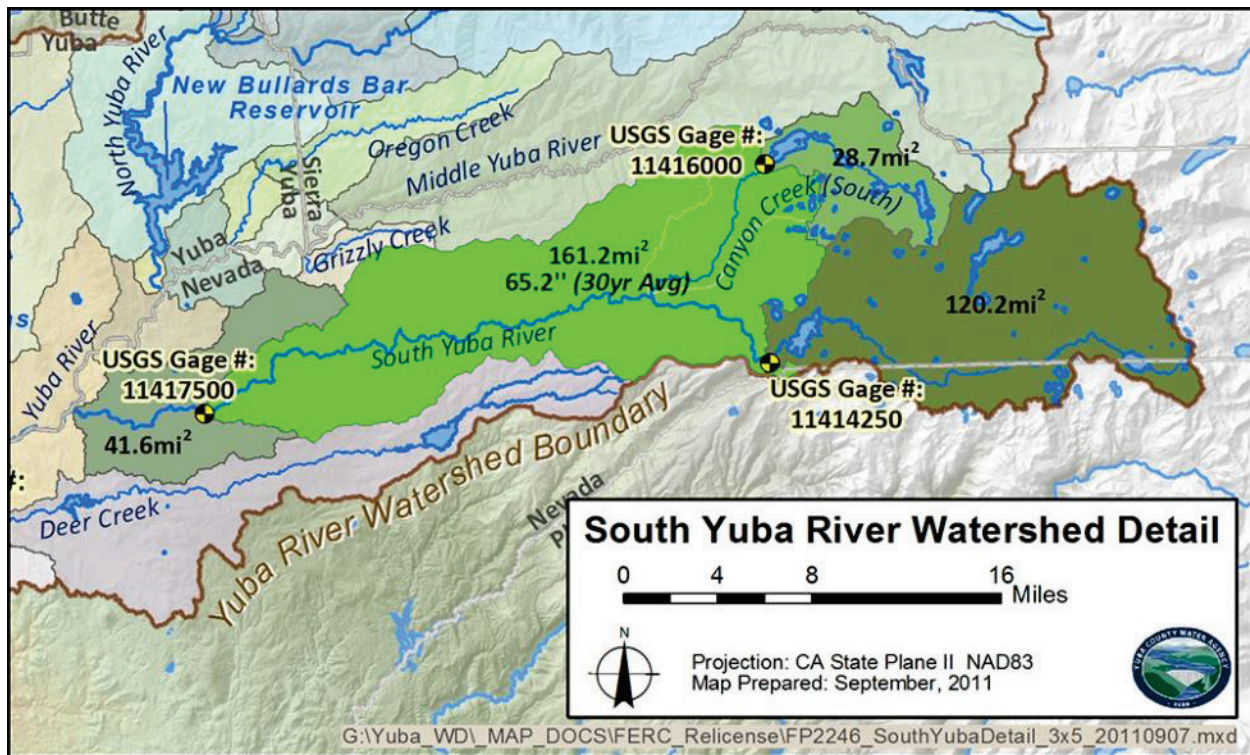 Butte
Yuba
North Yuba River
New Bullards Bar
Reservoir
Oregon Creek
Middle Yuba River
Sierra
Yuba
USGS Gage #:
11416000
28.7mi²
(South)
Canyon Creek
Yuba
Nevada
Grizzly Creek
161.2mi²
65.2'' (30yr Avg)
120.2mi²
South Yuba River
Yuba River
USGS Gage #:
11417500
USGS Gage #:
11414250
41.6mi²
Deer Creek
Yuba River Watershed Boundary
Nevada
South Yuba River Watershed Detail
0 4 8 16
Miles
N
Projection: CA State Plane II NAD83
Map Prepared: September, 2011
YUBA COUNTY WATER AGENCY
G:\Yuba_WD\_MAP_DOCS\FERC_Relicense\FP2246_SouthYubaDetail_3x5_20110907.mxd